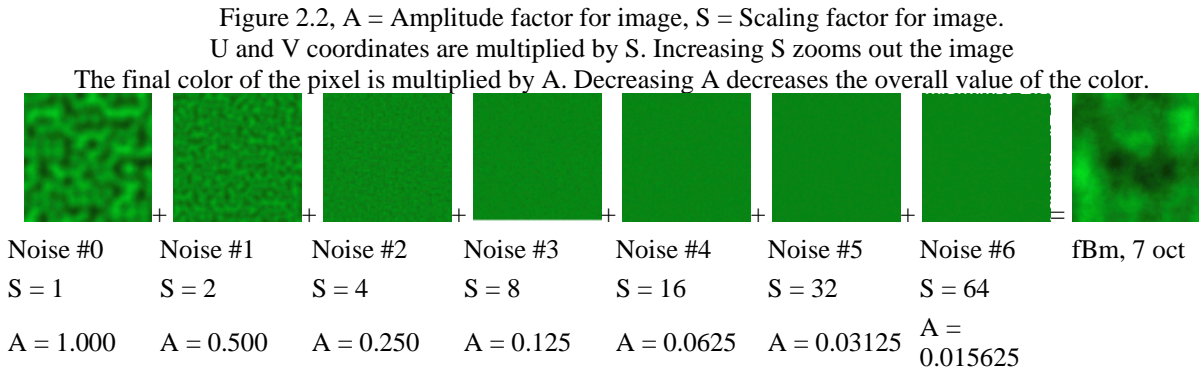 Figure 2.2, A = Amplitude factor for image, S = Scaling factor for image.
U and V coordinates are multiplied by S. Increasing S zooms out the image
The final color of the pixel is multiplied by A. Decreasing A decreases the overall value of the color.
+ + + + + + =
Noise #0 Noise #1 Noise #2 Noise #3 Noise #4 Noise #5 Noise #6 fBm, 7 oct
S = 1 S = 2 S = 4 S = 8 S = 16 S = 32 S = 64
A = 1.000 A = 0.500 A = 0.250 A = 0.125 A = 0.0625 A = 0.03125 A =
0.015625